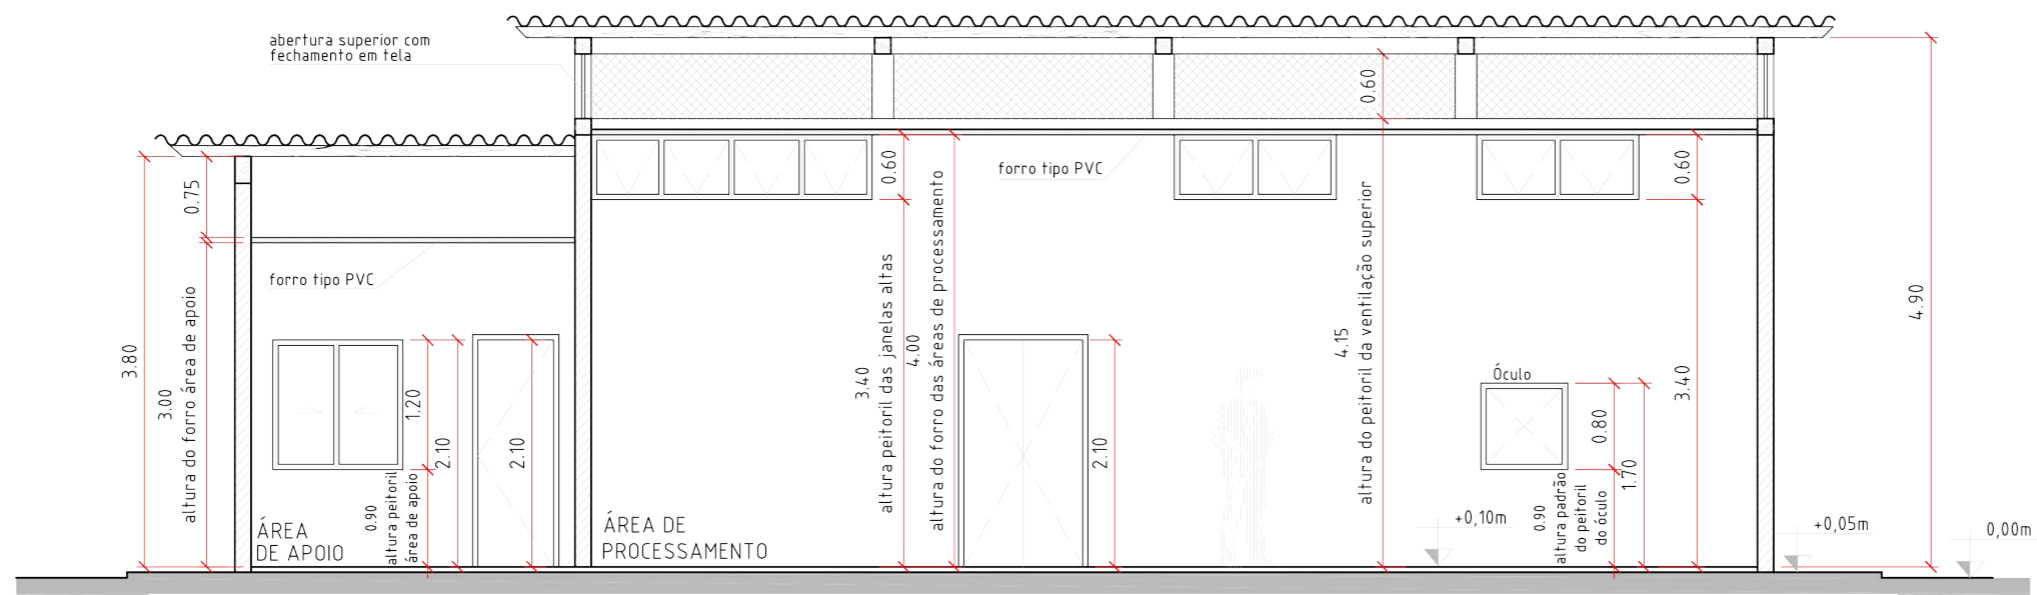 abertura superior com
fechamento em tela
0.60
0.75
forro tipo PVC
0.60
0.60
forro tipo PVC
3.80
3.00
altura do forro área de apoio
1.20
2.10
2.10
0.90
altura peitoril
área de apoio
ÁREA
DE APOIO
3.40
altura peitoril das janelas altas
4.00
altura do forro das áreas de processamento
2.10
ÁREA DE
PROCESSAMENTO
4.15
altura do peitoril da ventilação superior
Óculo
0.80
1.70
0.90
altura padrão
do peitoril
do óculo
3.40
4.90
+0,10m
+0,05m
0,00m